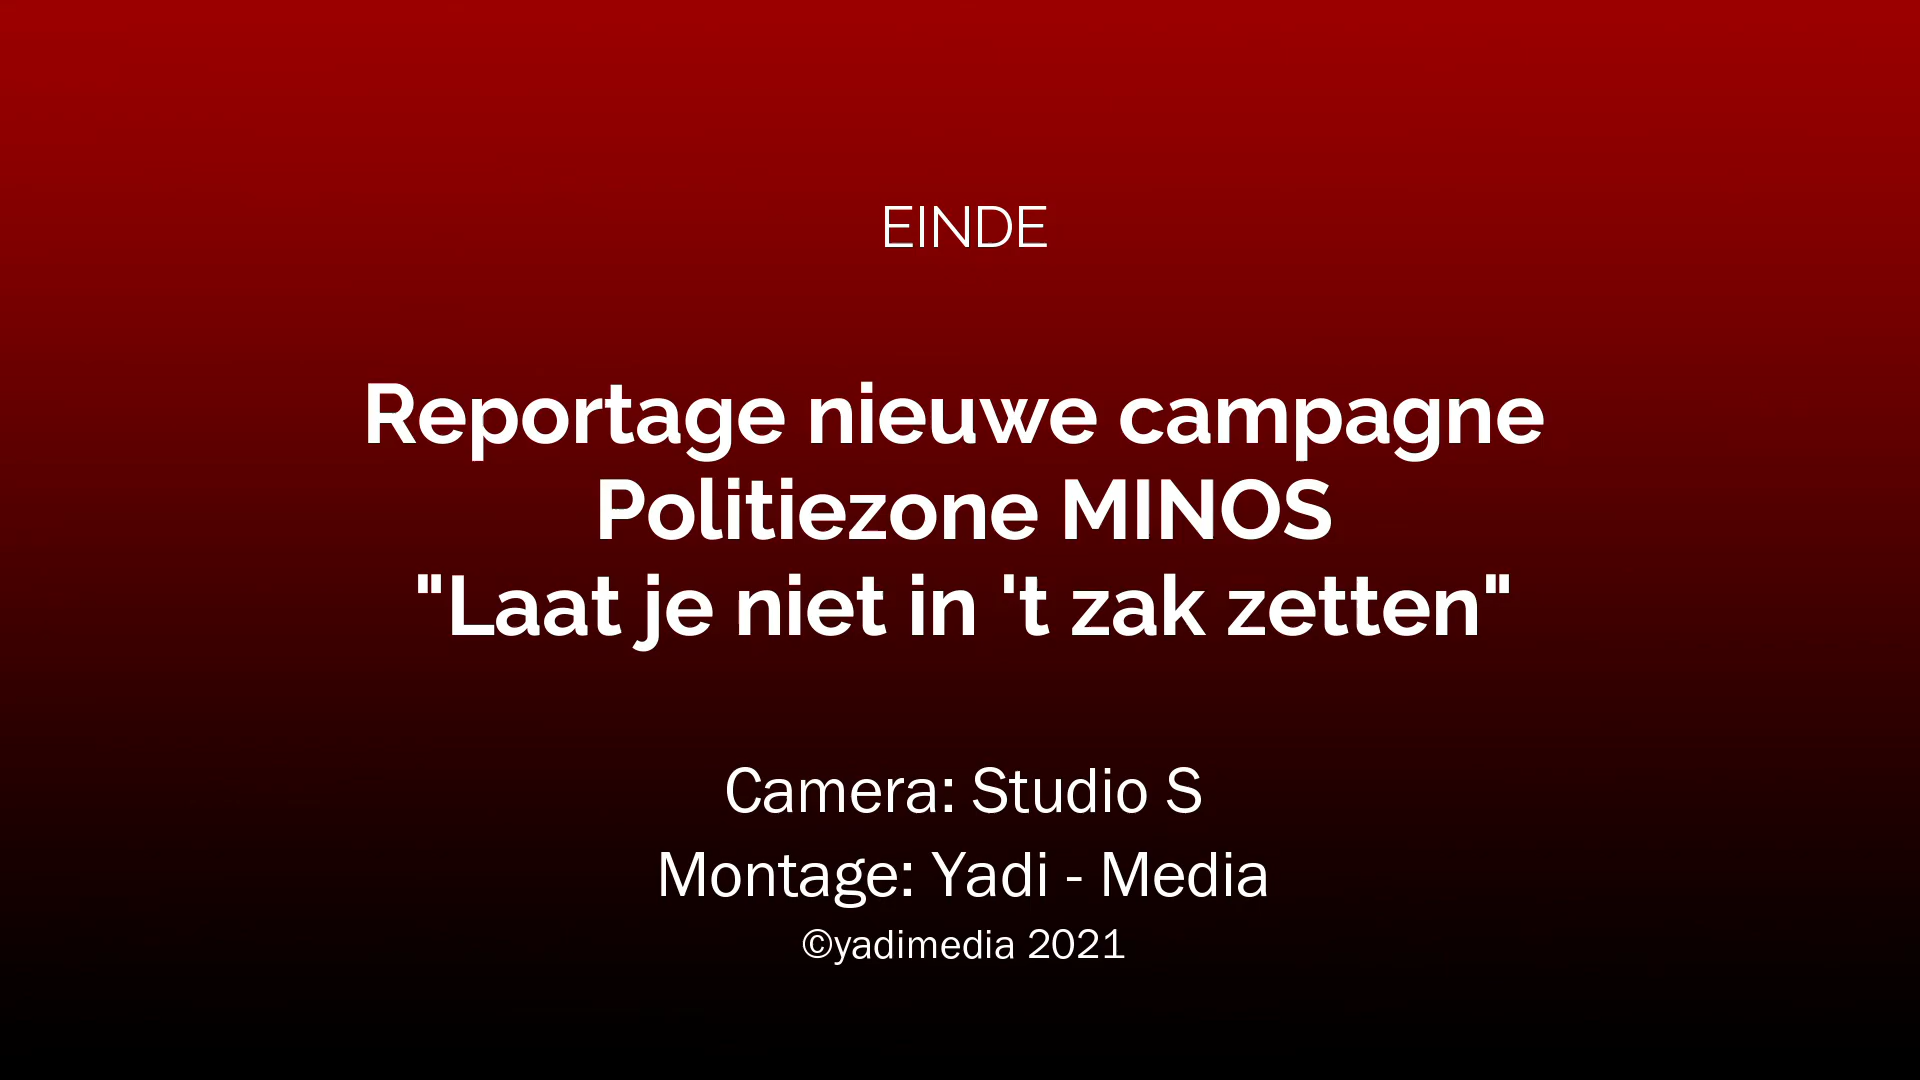 EINDE
Reportage nieuwe campagne
Politiezone MINOS
"Laat je niet in 't zak zetten"
Camera: Studio S
Montage: Yadi - Media
©yadimedia 2021